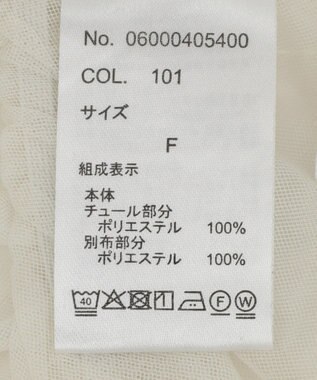 No. 06000405400
COL. 101
サイズ
F
組成表示
本体
チュール部分
ポリエステル 100%
別布部分
ポリエステル 100%
40 F W